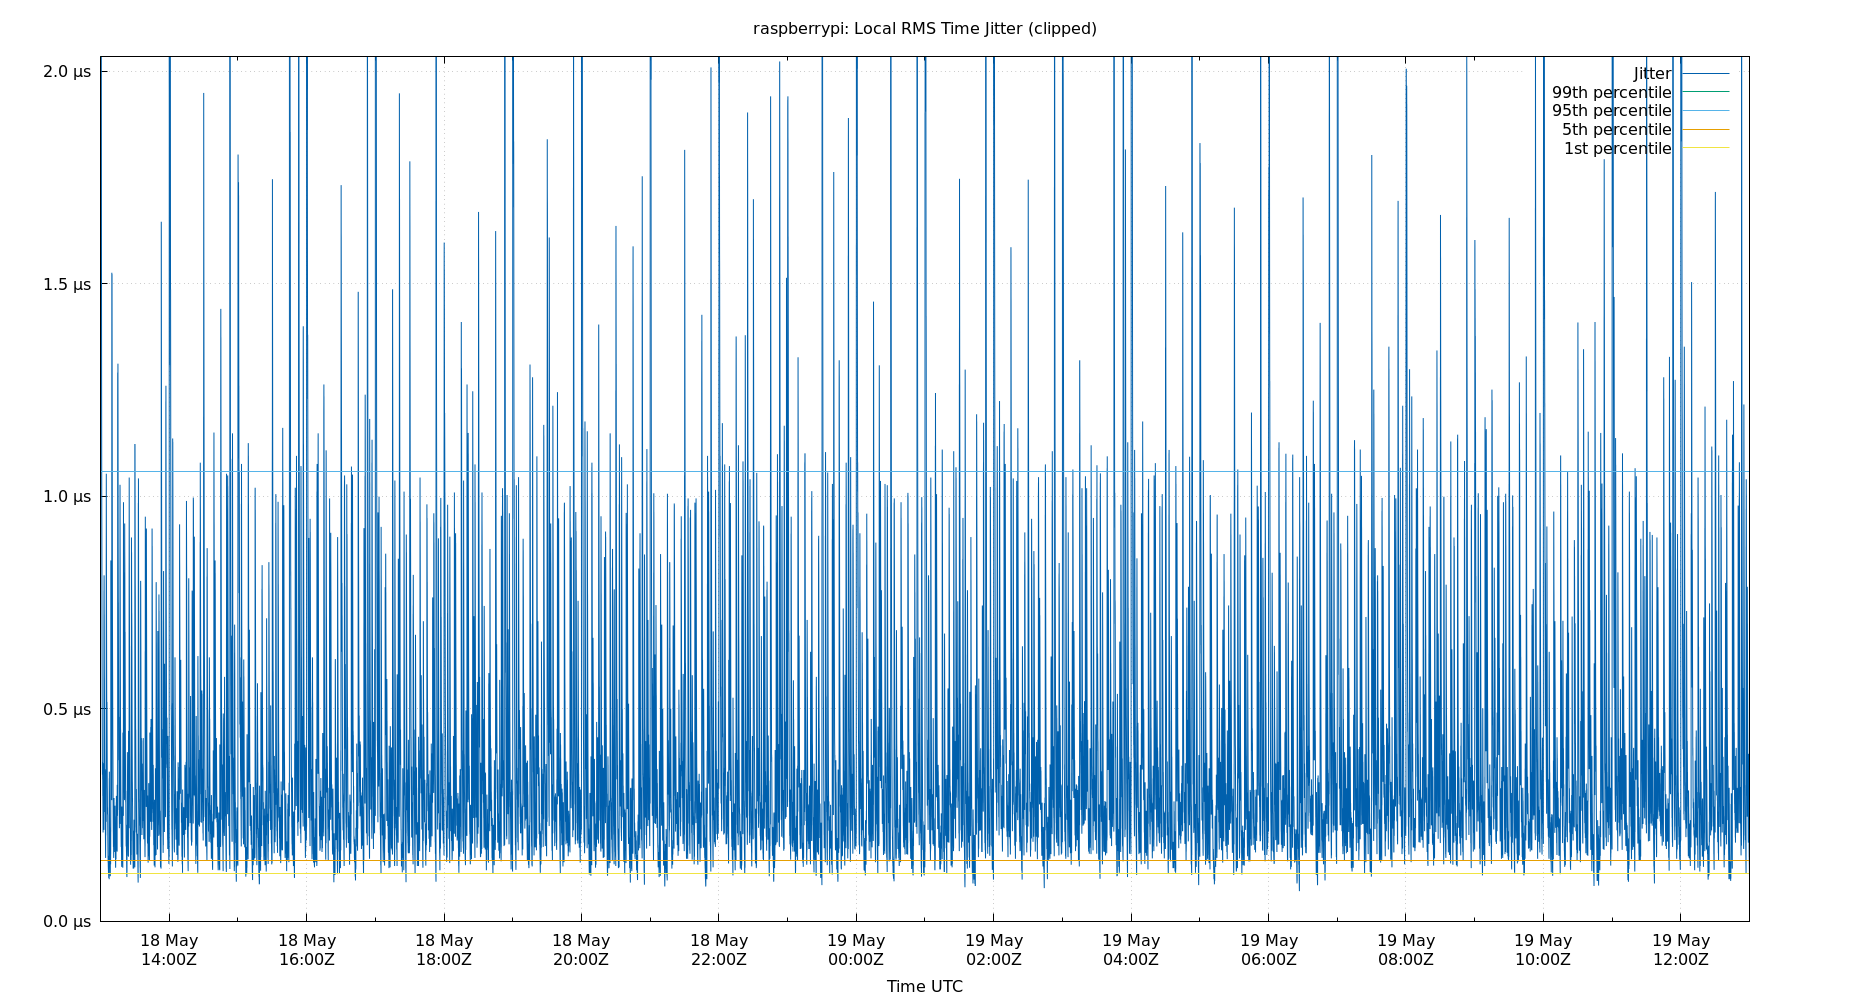 raspberrypi: Local RMS Time Jitter (clipped)
2.0 µs
1.5 µs
1.0 µs
0.5 µs
0.0 µs
Jitter
99th percentile
95th percentile
5th percentile
1st percentile
18 May 18 May 18 May 18 May 18 May 19 May 19 May 19 May 19 May 19 May 19 May 19 May
14:00Z 16:00Z 18:00Z 20:00Z 22:00Z 00:00Z 02:00Z 04:00Z 06:00Z 08:00Z 10:00Z 12:00Z
Time UTC